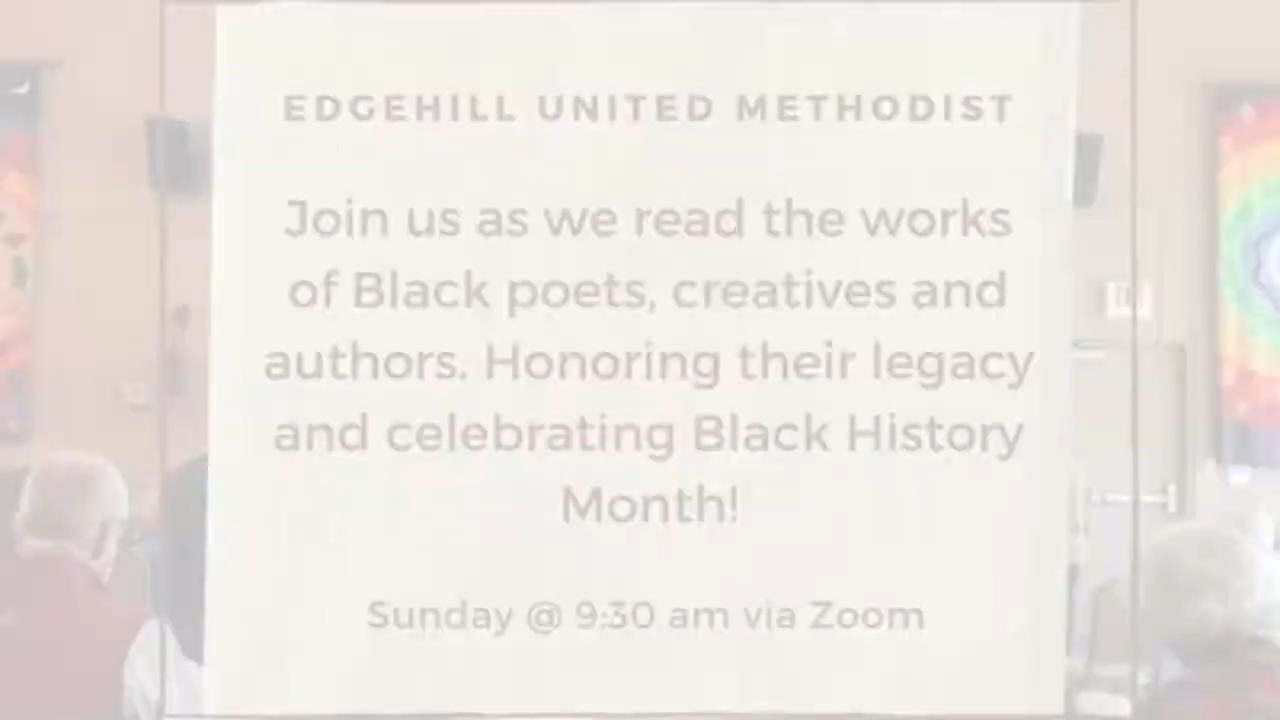 EDGEHILL UNITED METHODIST
Join us as we read the works
of Black poets, creatives and
authors. Honoring their legacy
and celebrating Black History
Month!
Sunday @ 9:30 am via Zoom